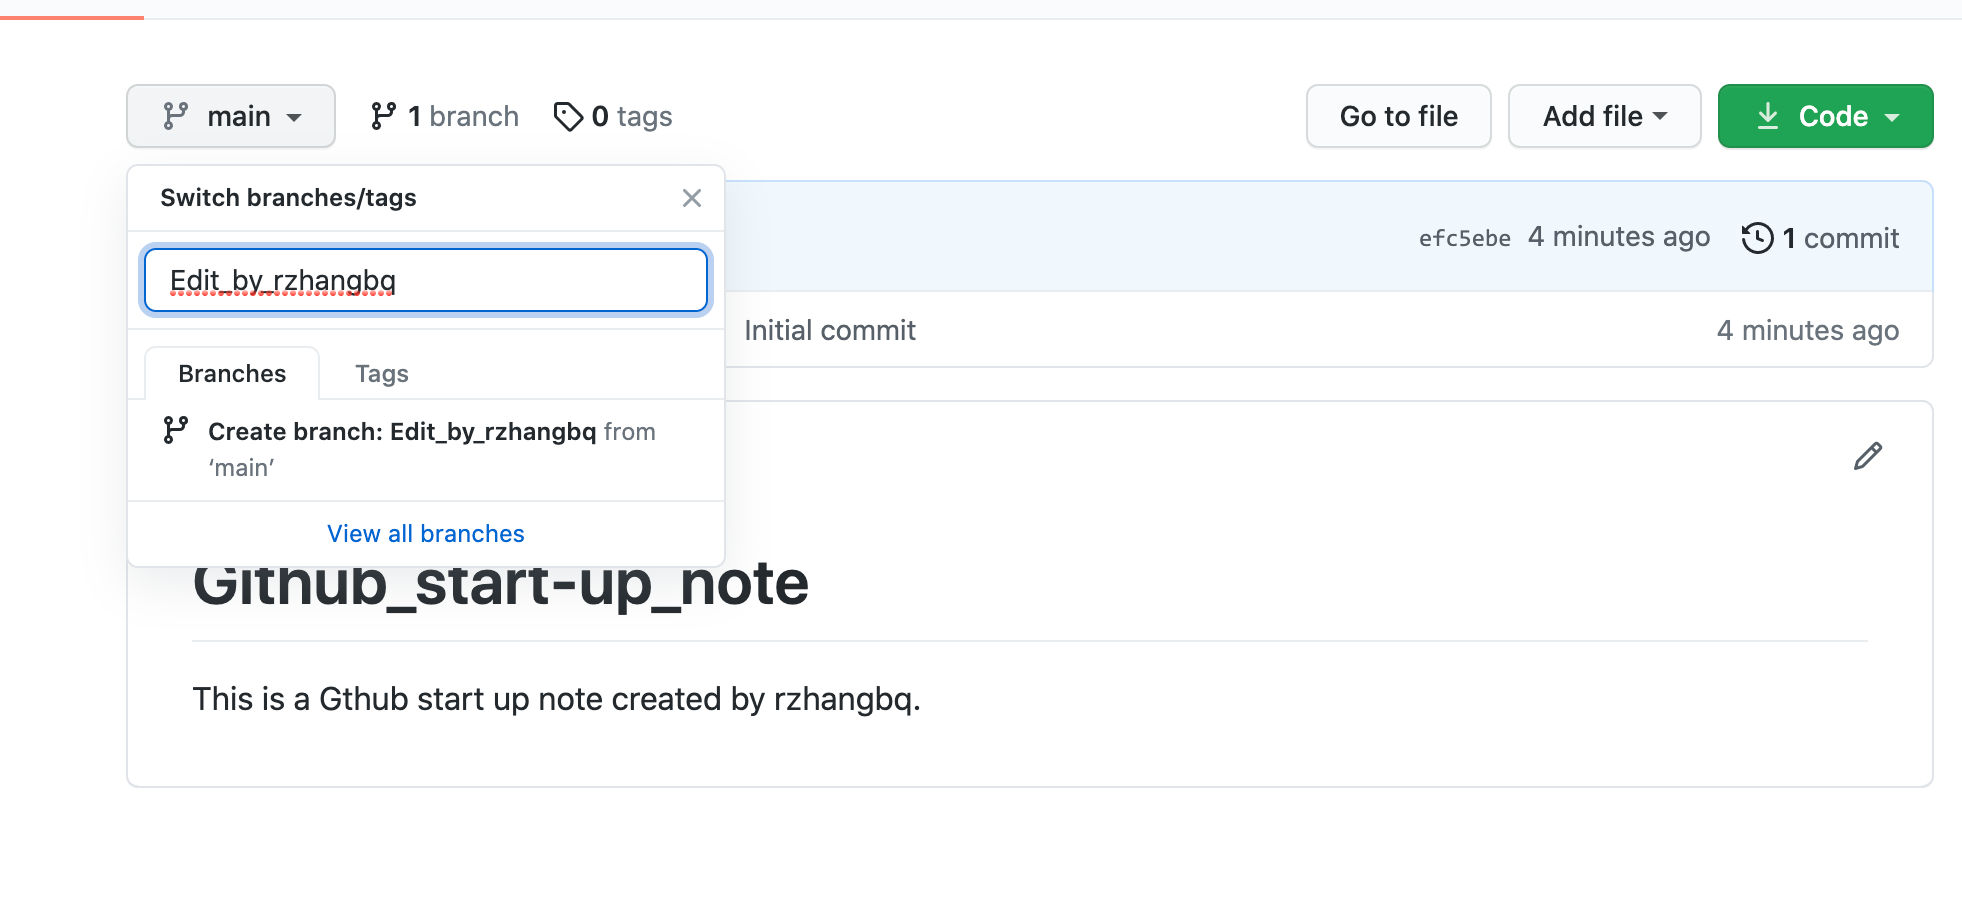 main
1 branch
0 tags
Go to file
Add file
Code
Switch branches/tags
Edit_by_rzhangbq
Branches
Tags
Create branch: Edit_by_rzhangbq from
‘main’
View all branches
efc5ebe 4 minutes ago
1 commit
Initial commit
4 minutes ago
Github_start-up_note
This is a Gthub start up note created by rzhangbq.